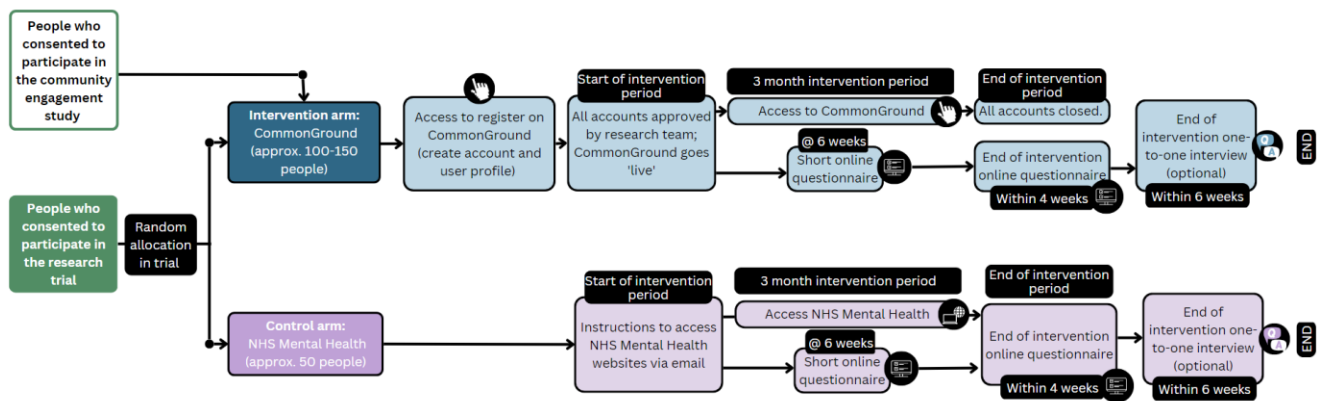 People who
consented to
participate in
the community
engagement
study
People who
consented to
participate in
the research
trial
Random
allocation
in trial
Intervention arm:
CommonGround
(approx. 100-150
people)
Access to register on
CommonGround
(create account and
user profile)
Start of intervention
period
All accounts approved
by research team;
CommonGround goes
'live'
3 month intervention period
Access to CommonGround
@ 6 weeks
Short online
questionnaire
End of intervention
period
All accounts closed.
End of intervention
online questionnaire
Within 4 weeks
End of
intervention one-
to-one interview
(optional)
Within 6 weeks
Q
A
END
Control arm:
NHS Mental Health
(approx. 50 people)
Start of intervention
period
Instructions to access
NHS Mental Health
websites via email
3 month intervention period
Access NHS Mental Health
@ 6 weeks
Short online
questionnaire
End of intervention
period
End of intervention
online questionnaire
Within 4 weeks
End of
intervention one-
to-one interview
(optional)
Within 6 weeks
Q
A
END